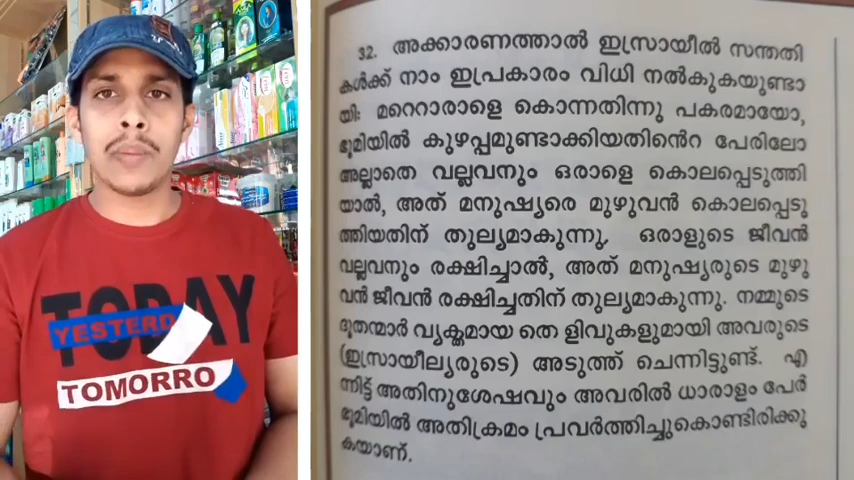 TODAY
YESTERD
TOMORRO
32. അക്കാരണത്താൽ ഇസ്രായീൽ സന്തതി
കൾക്ക് നാം ഇപ്രകാരം വിധി നൽകുകയുണ്ടാ
യി: മറെറാരാളെ കൊന്നതിന്നു പകരമായോ,
ഭൂമിയിൽ കുഴപ്പമുണ്ടാക്കിയതിൻെറ പേരിലോ
അല്ലാതെ വല്ലവനും ഒരാളെ കൊലപ്പെടുത്തി
യാൽ, അത് മനുഷ്യരെ മുഴുവൻ കൊലപ്പെടു
ത്തിയതിന് തുല്യമാകുന്നു. ഒരാളുടെ ജീവൻ
വല്ലവനും രക്ഷിച്ചാൽ, അത് മനുഷ്യരുടെ മുഴു
വൻ ജീവൻ രക്ഷിച്ചതിന് തുല്യമാകുന്നു. നമ്മുടെ
ദൂതന്മാർ വ്യക്തമായ തെ ളിവുകളുമായി അവരുടെ
(ഇസ്രായീല്യരുടെ) അടുത്ത് ചെന്നിട്ടുണ്ട്. എ
ന്നിട്ട് അതിനുശേഷവും അവരിൽ ധാരാളം പേർ
ഭൂമിയിൽ അതിക്രമം പ്രവർത്തിച്ചുകൊണ്ടിരിക്കു
കയാണ്.